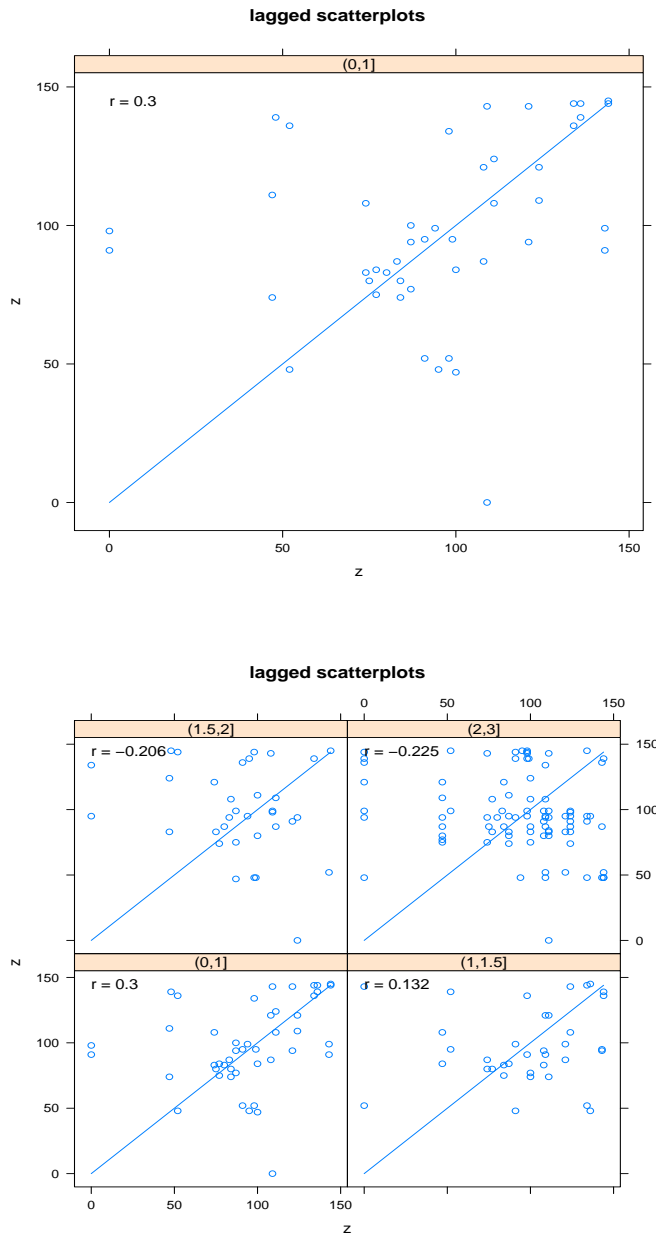 lagged scatterplots
(0,1]
r = 0.3
150
100
50
0
z
0 50 100 150
z
lagged scatterplots
0 50 100 150
(1.5,2] (2,3]
r = −0.206 r = −0.225
150
100
50
0
z
(0,1] (1,1.5]
r = 0.3 r = 0.132
150
100
50
0
0 50 100 150
z